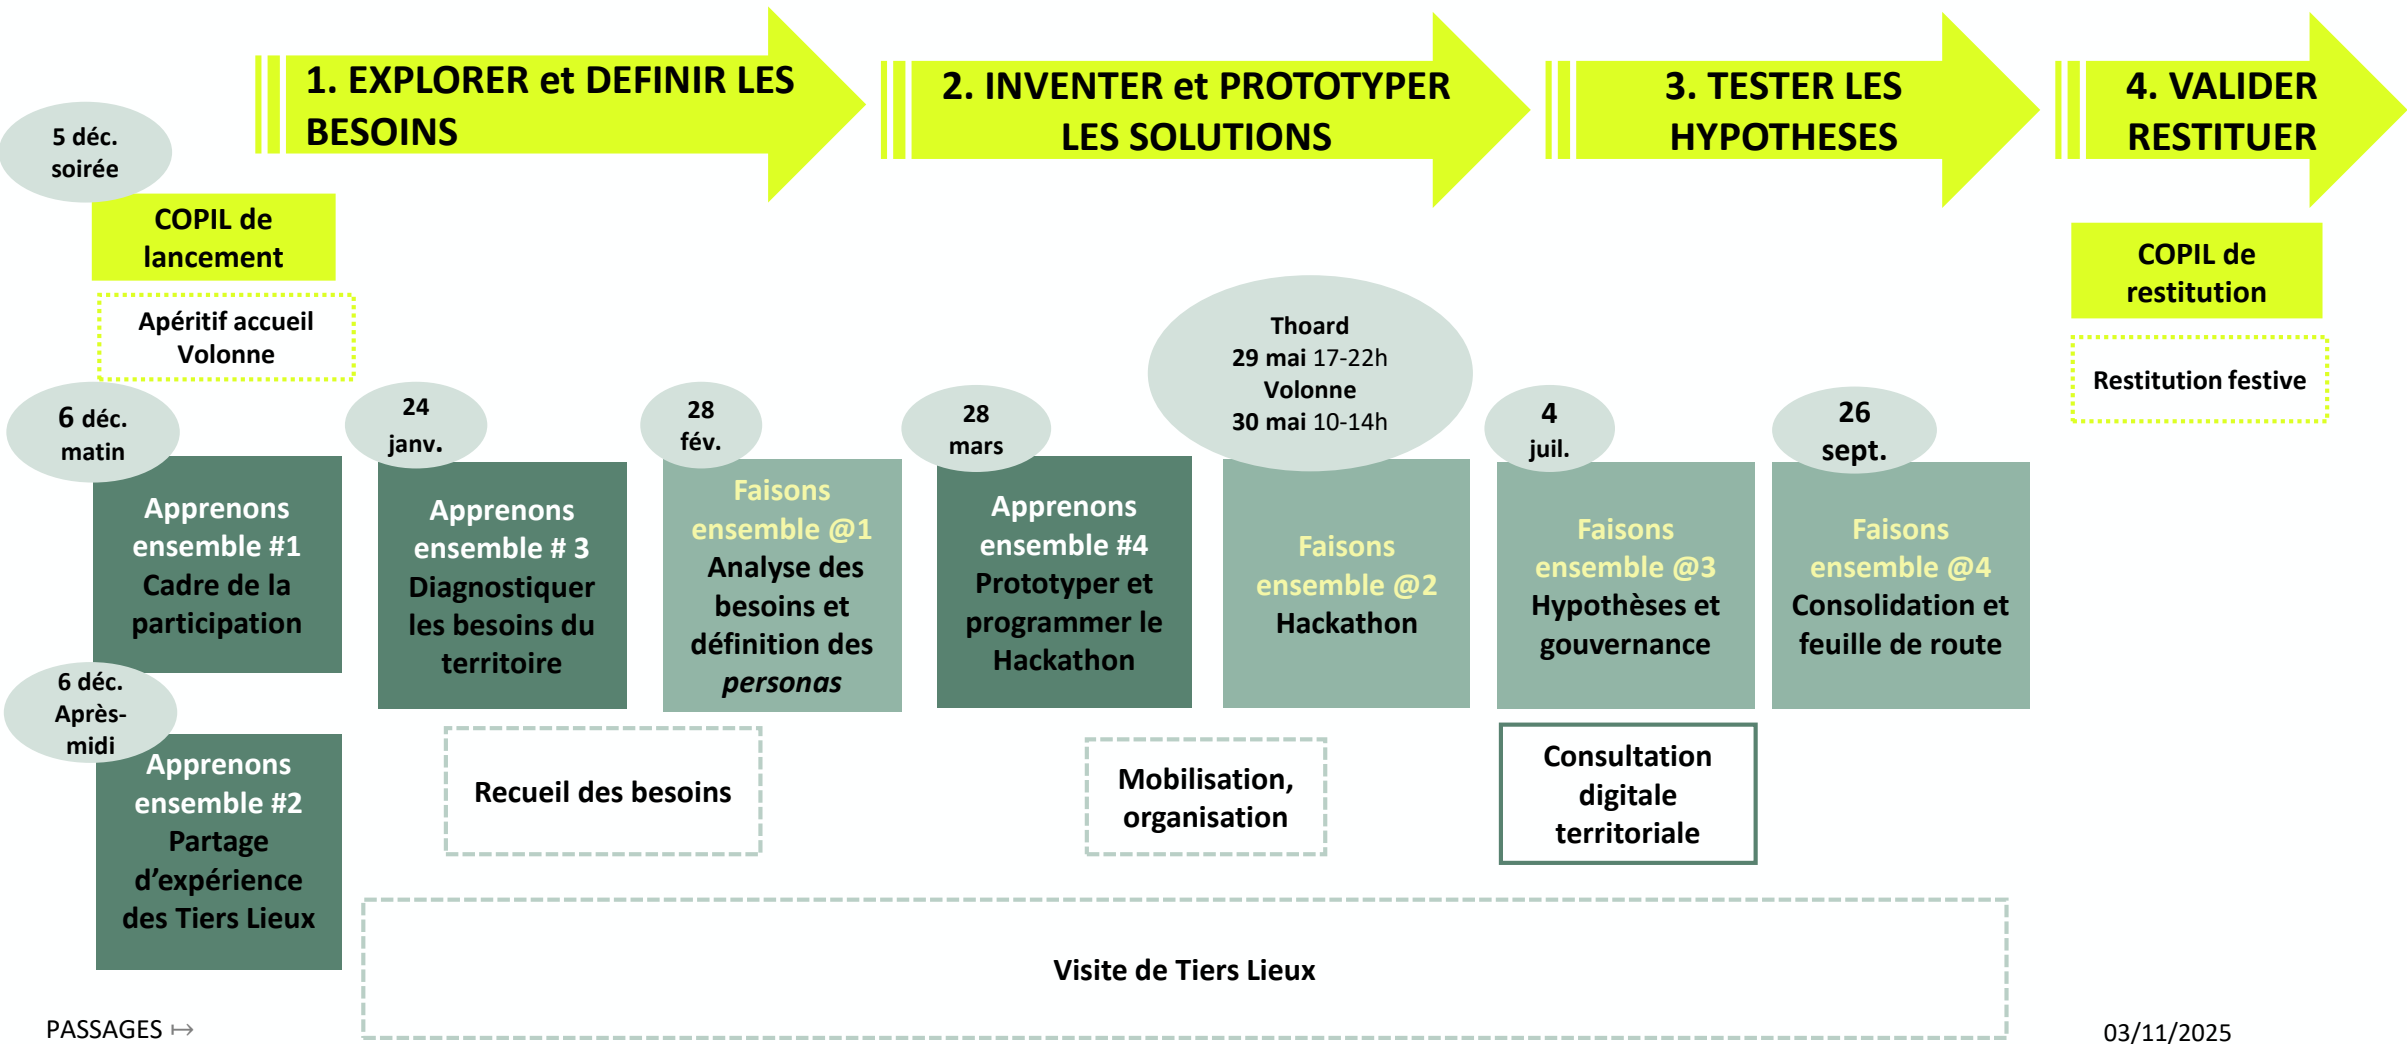 1. EXPLORER et DEFINIR LES
BESOINS
2. INVENTER et PROTOTYPER
LES SOLUTIONS
3. TESTER LES
HYPOTHESES
4. VALIDER
RESTITUER
5 déc.
soirée
COPIL de
lancement
Apéritif accueil
Volonne
COPIL de
restitution
Restitution festive
6 déc.
matin
Apprenons
ensemble #1
Cadre de la
participation
6 déc.
Après-
midi
Apprenons
ensemble #2
Partage
d’expérience
des Tiers Lieux
24
janv.
Apprenons
ensemble # 3
Diagnostiquer
les besoins du
territoire
28
fév.
Faisons
ensemble @1
Analyse des
besoins et
définition des
personas
28
mars
Apprenons
ensemble #4
Prototyper et
programmer le
Hackathon
Thoard
29 mai 17-22h
Volonne
30 mai 10-14h
Faisons
ensemble @2
Hackathon
4
juil.
Faisons
ensemble @3
Hypothèses et
gouvernance
26
sept.
Faisons
ensemble @4
Consolidation et
feuille de route
Recueil des besoins
Mobilisation,
organisation
Consultation
digitale
territoriale
Visite de Tiers Lieux
PASSAGES ↦
03/11/2025